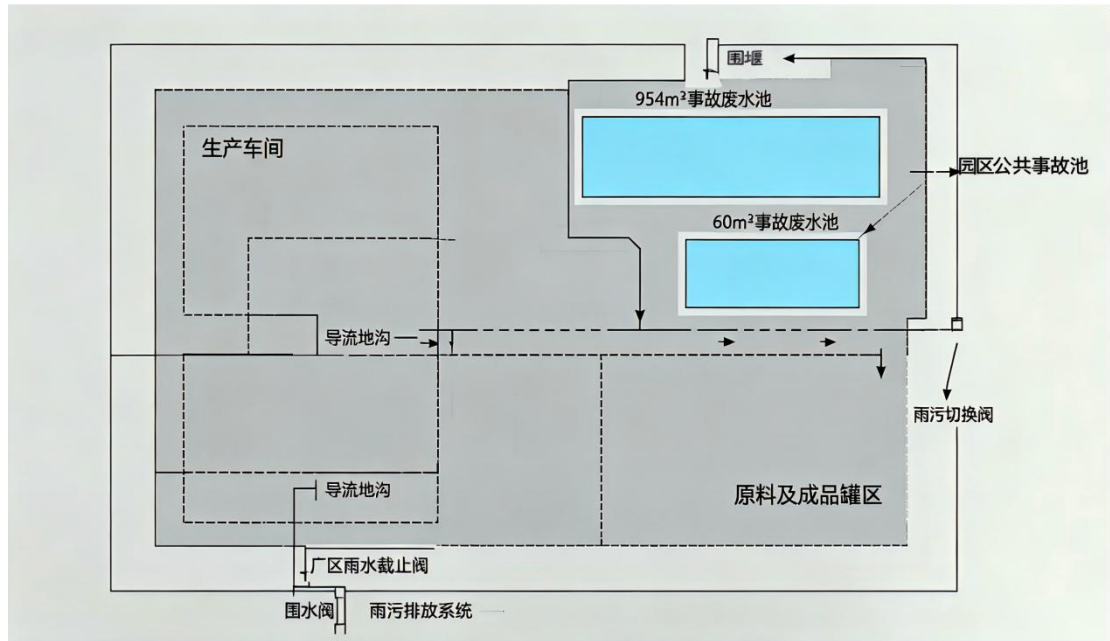 围堰
954m³事故废水池
生产车间
园区公共事故池
60m³事故废水池
导流地沟
雨污切换阀
导流地沟
原料及成品罐区
广区雨水截止阀
围水阀
雨污排放系统